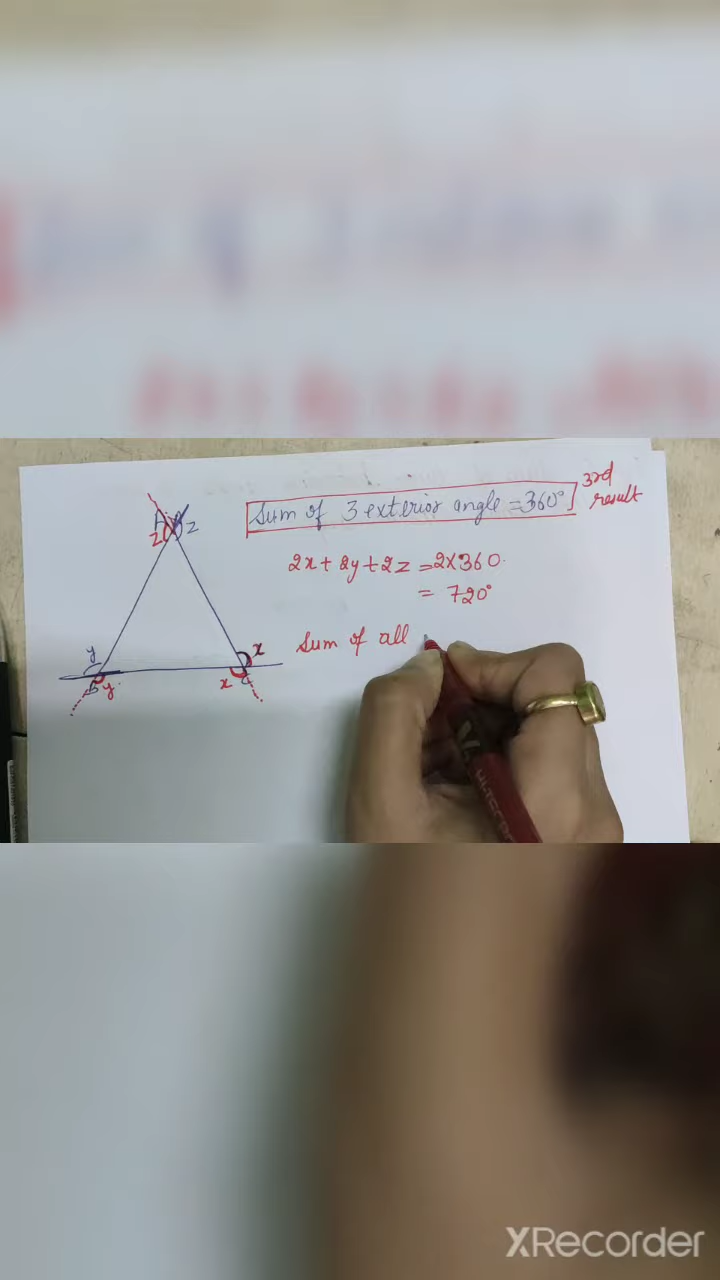 Sum of 3 exterior angle = 360°
3rd
result
2x + 2y + 2z = 2×360
= 720°
Sum of all
A
z
z
y
x
B
y
x
C
XRecorder